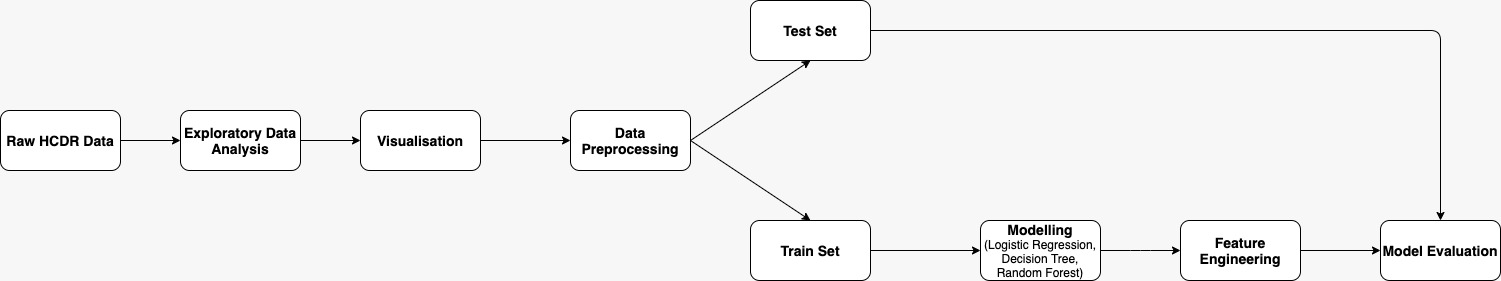 Raw HCDR Data
Exploratory Data
Analysis
Visualisation
Data
Preprocessing
Test Set
Train Set
Modelling
(Logistic Regression,
Decision Tree,
Random Forest)
Feature
Engineering
Model Evaluation